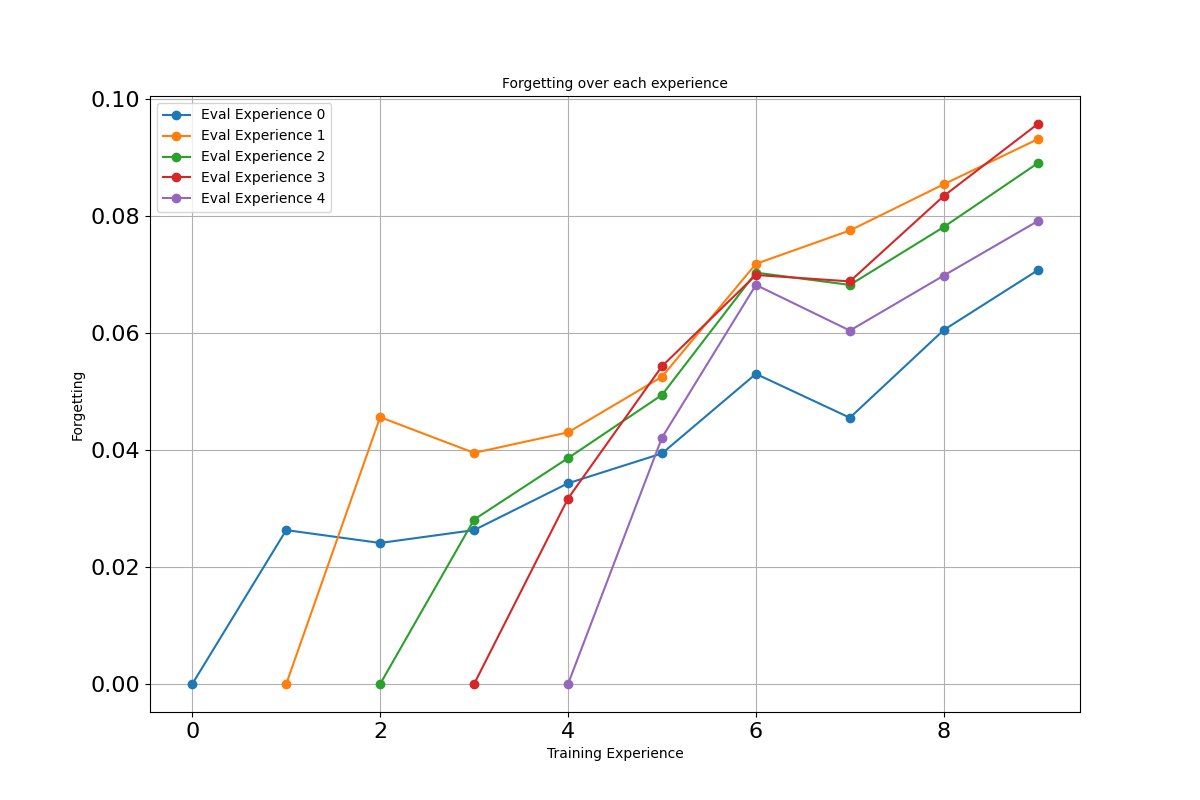 Forgetting over each experience
0.10
0.08
0.06
0.04
0.02
0.00
Forgetting
Eval Experience 0
Eval Experience 1
Eval Experience 2
Eval Experience 3
Eval Experience 4
0 2 4 6 8
Training Experience